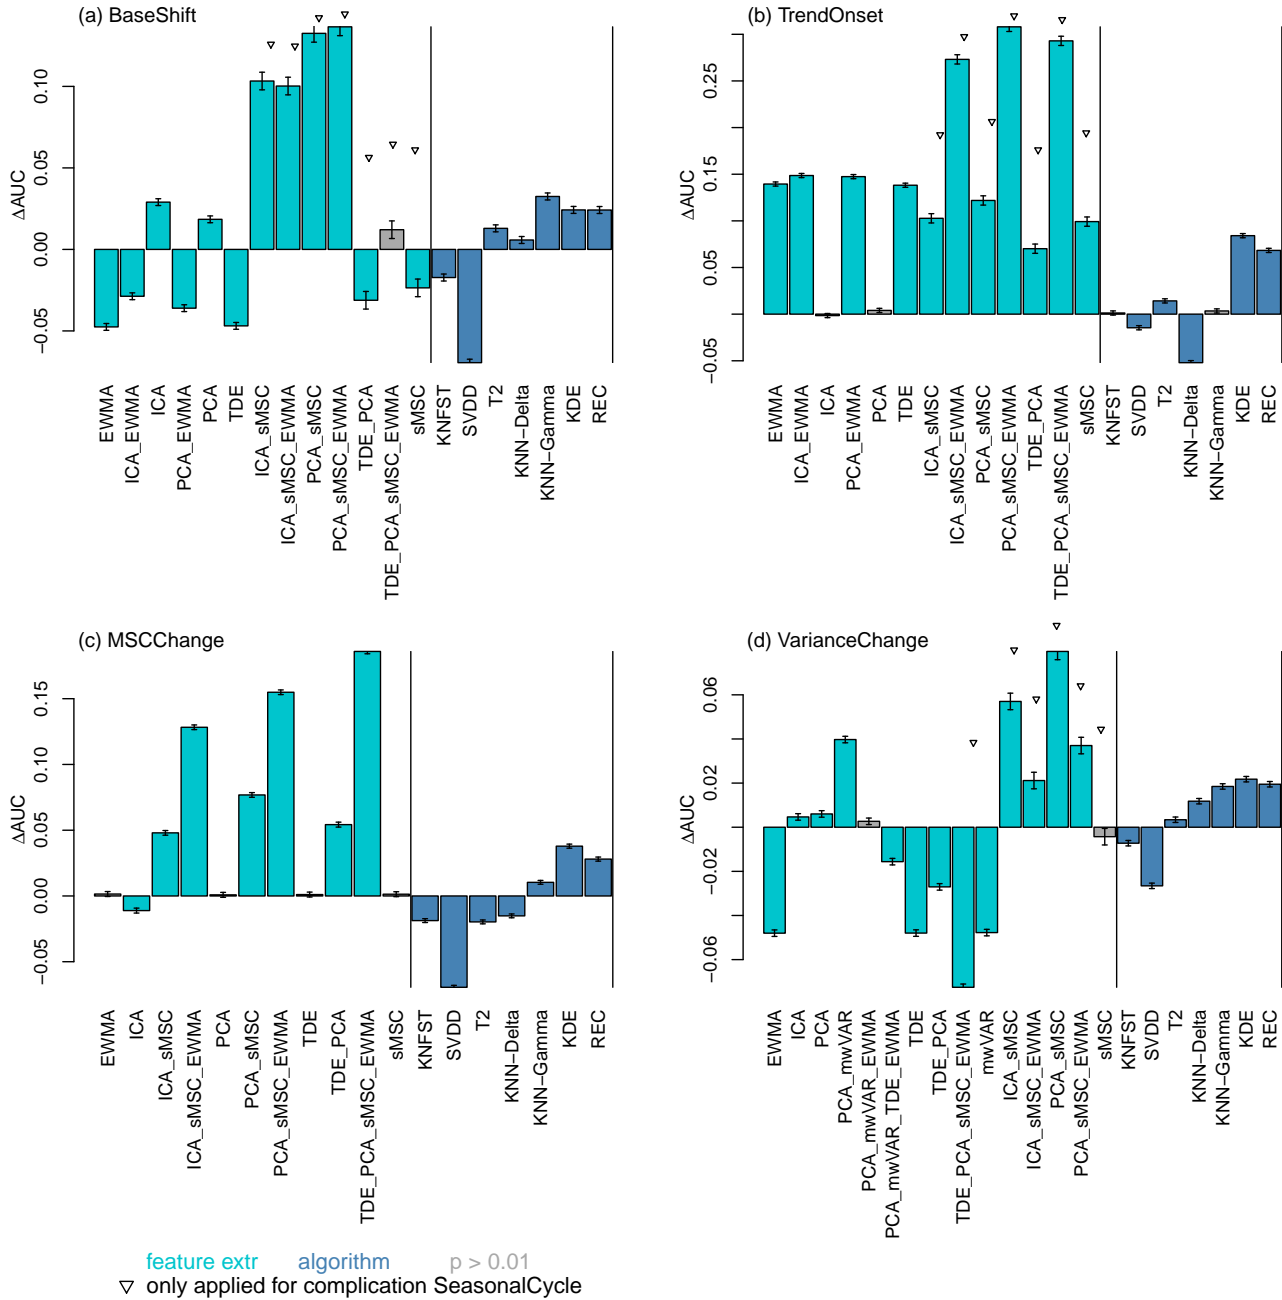 (a) BaseShift
ΔAUC
0.10
0.05
0.00
−0.05
EWMA
ICA_EWMA
ICA
PCA_EWMA
PCA
TDE
ICA_sMSC
ICA_sMSC_EWMA
PCA_sMSC
PCA_sMSC_EWMA
TDE_PCA
TDE_PCA_sMSC_EWMA
sMSC
KNFST
SVDD
T2
KNN−Delta
KNN−Gamma
KDE
REC
(b) TrendOnset
ΔAUC
0.25
0.15
0.05
−0.05
EWMA
ICA_EWMA
ICA
PCA_EWMA
PCA
TDE
ICA_sMSC
ICA_sMSC_EWMA
PCA_sMSC
PCA_sMSC_EWMA
TDE_PCA
TDE_PCA_sMSC_EWMA
sMSC
KNFST
SVDD
T2
KNN−Delta
KNN−Gamma
KDE
REC
(c) MSCChange
ΔAUC
0.15
0.10
0.05
0.00
−0.05
EWMA
ICA
ICA_sMSC
ICA_sMSC_EWMA
PCA
PCA_sMSC
PCA_sMSC_EWMA
TDE
TDE_PCA
TDE_PCA_sMSC_EWMA
sMSC
KNFST
SVDD
T2
KNN−Delta
KNN−Gamma
KDE
REC
(d) VarianceChange
ΔAUC
0.06
0.02
−0.02
−0.06
EWMA
ICA
PCA
PCA_mwVAR
PCA_mwVAR_EWMA
PCA_mwVAR_TDE_EWMA
TDE
TDE_PCA
TDE_PCA_sMSC_EWMA
mwVAR
ICA_sMSC
ICA_sMSC_EWMA
PCA_sMSC
PCA_sMSC_EWMA
sMSC
KNFST
SVDD
T2
KNN−Delta
KNN−Gamma
KDE
REC
feature extr algorithm p > 0.01
only applied for complication SeasonalCycle